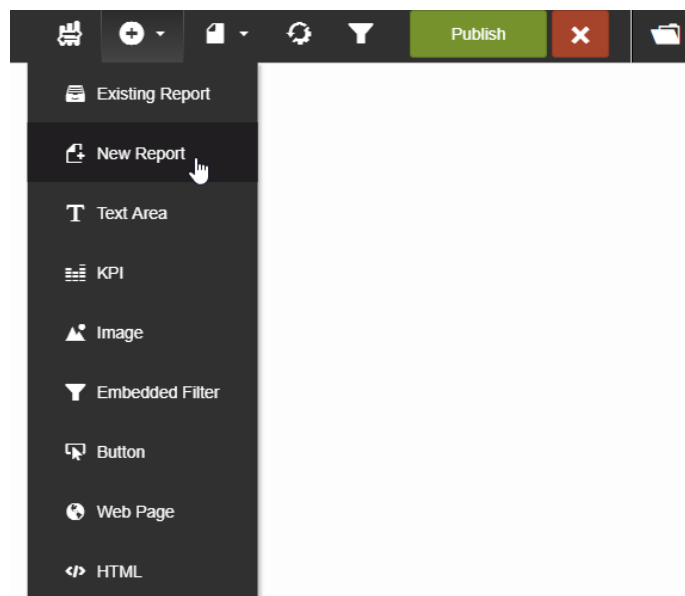 Publish
Existing Report
New Report
Text Area
KPI
Image
Embedded Filter
Button
Web Page
HTML